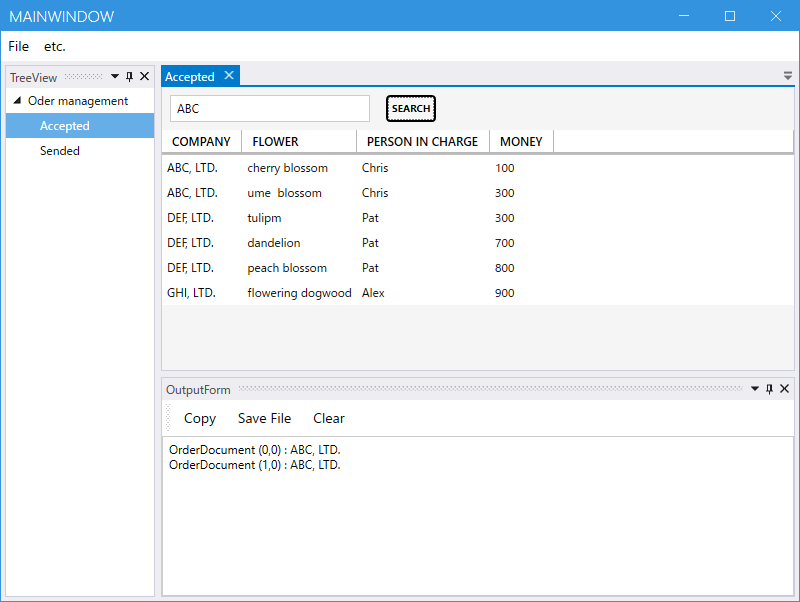 MAINWINDOW
File etc.
TreeView
Oder management
Accepted
Sended
Accepted
ABC SEARCH
COMPANY FLOWER PERSON IN CHARGE MONEY
ABC, LTD. cherry blossom Chris 100
ABC, LTD. ume  blossom Chris 300
DEF, LTD. tulipm Pat 300
DEF, LTD. dandelion Pat 700
DEF, LTD. peach blossom Pat 800
GHI, LTD. flowering dogwood Alex 900
OutputForm
Copy Save File Clear
OrderDocument (0,0) : ABC, LTD.
OrderDocument (1,0) : ABC, LTD.